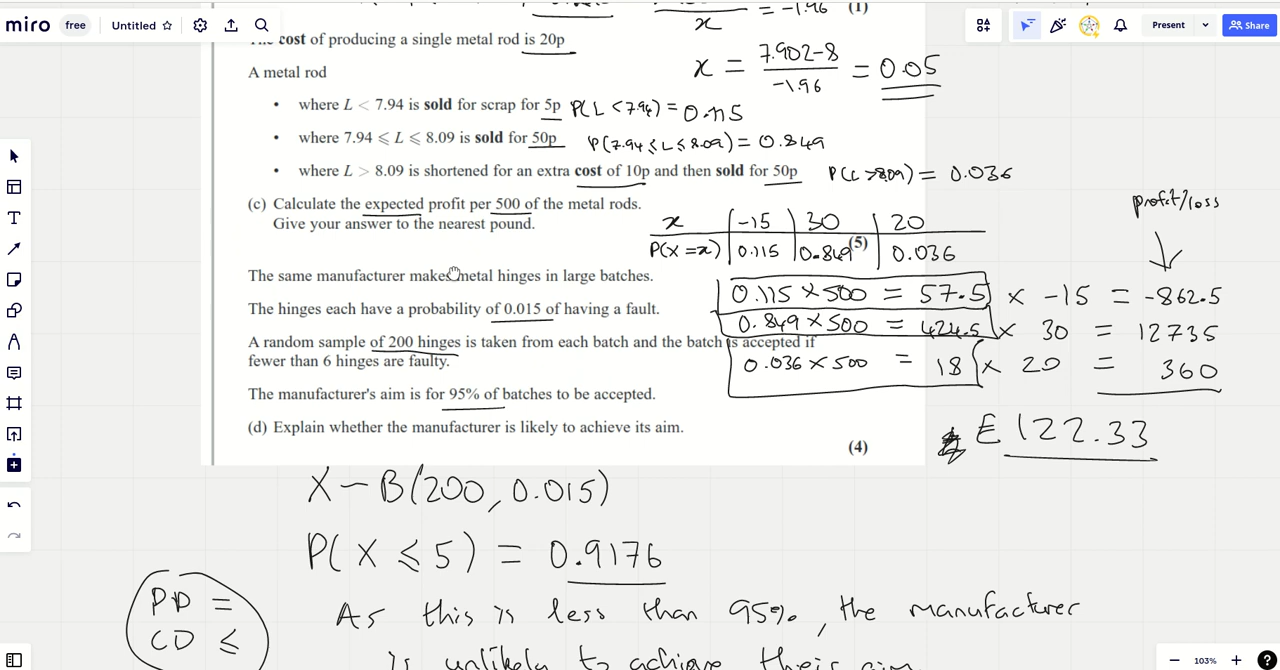 miro free Untitled Present Share
= -1.96 (1)
x
cost of producing a single metal rod is 20p
x = 7.902-8 / -1.96 = 0.05
A metal rod
• where L < 7.94 is sold for scrap for 5p P(L < 7.94) = 0.115
• where 7.94 ⩽ L ⩽ 8.09 is sold for 50p P(7.94 ≤ L ≤ 8.09) = 0.849
• where L > 8.09 is shortened for an extra cost of 10p and then sold for 50p P(L > 8.09) = 0.036
profit/loss
(c) Calculate the expected profit per 500 of the metal rods.
Give your answer to the nearest pound.
x -15 30 20
(5)
P(X = x) 0.115 0.849 0.036
The same manufacturer makes metal hinges in large batches.
0.115 × 500 = 57.5 × -15 = -862.5
The hinges each have a probability of 0.015 of having a fault.
0.849 × 500 = 424.5 × 30 = 12735
A random sample of 200 hinges is taken from each batch and the batch is accepted if
fewer than 6 hinges are faulty.
0.036 × 500 = 18 × 20 = 360
The manufacturer's aim is for 95% of batches to be accepted.
(d) Explain whether the manufacturer is likely to achieve its aim.
£ 122.33
(4)
X ~ B(200, 0.015)
P(X ≤ 5) = 0.9176
PD =
CD ≤
As this is less than 95%, the manufacturer
is unlikely to achieve their aim.
103%